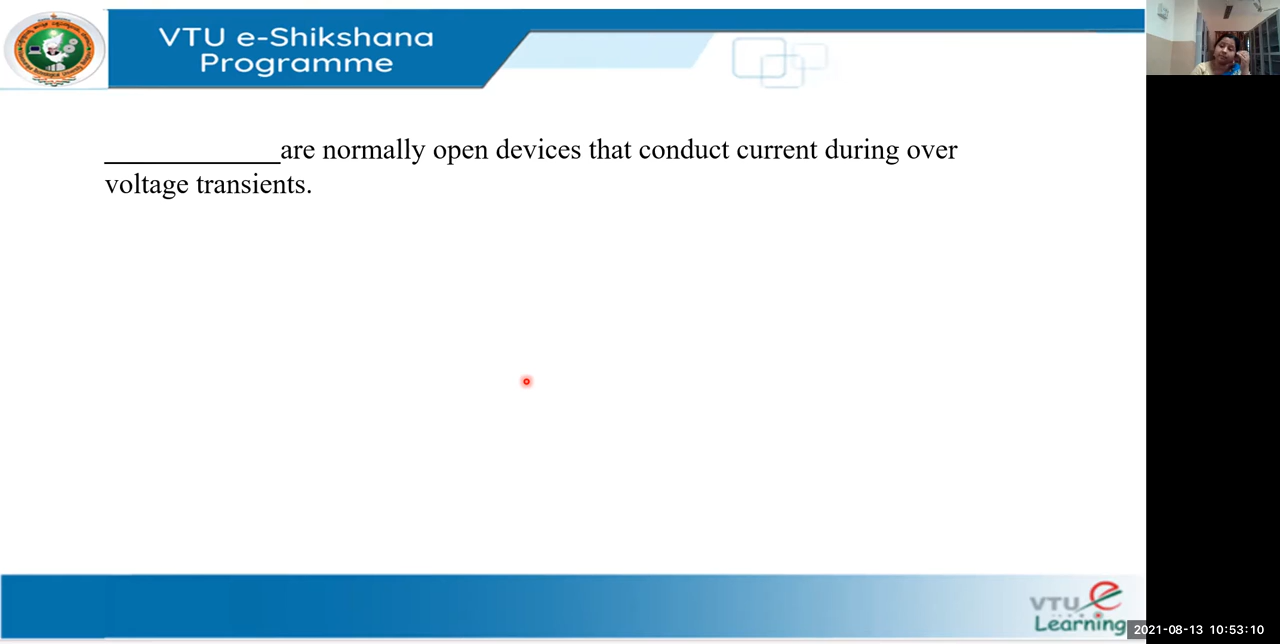 VTU e-Shikshana
Programme
____________are normally open devices that conduct current during over
voltage transients.
VTU
Learning
2021-08-13 10:53:10